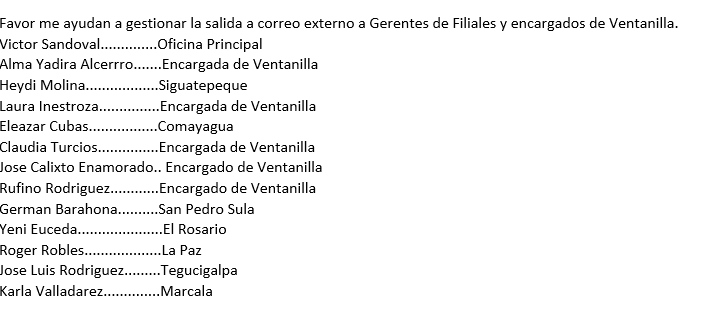 Favor me ayudan a gestionar la salida a correo externo a Gerentes de Filiales y encargados de Ventanilla.
Victor Sandoval..............Oficina Principal
Alma Yadira Alcerrro.......Encargada de Ventanilla
Heydi Molina..................Siguatepeque
Laura Inestroza...............Encargada de Ventanilla
Eleazar Cubas.................Comayagua
Claudia Turcios...............Encargada de Ventanilla
Jose Calixto Enamorado.. Encargado de Ventanilla
Rufino Rodriguez............Encargado de Ventanilla
German Barahona..........San Pedro Sula
Yeni Euceda.....................El Rosario
Roger Robles...................La Paz
Jose Luis Rodriguez.........Tegucigalpa
Karla Valladarez..............Marcala